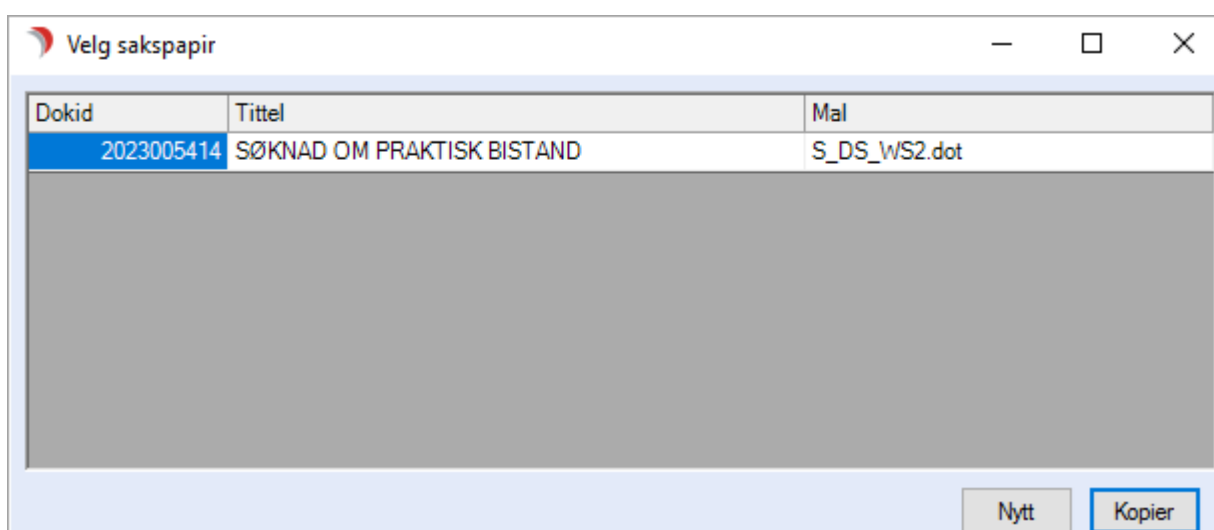 Velg sakspapir
Dokid Tittel Mal
2023005414 SØKNAD OM PRAKTISK BISTAND S_DS_WS2.dot
Nytt Kopier